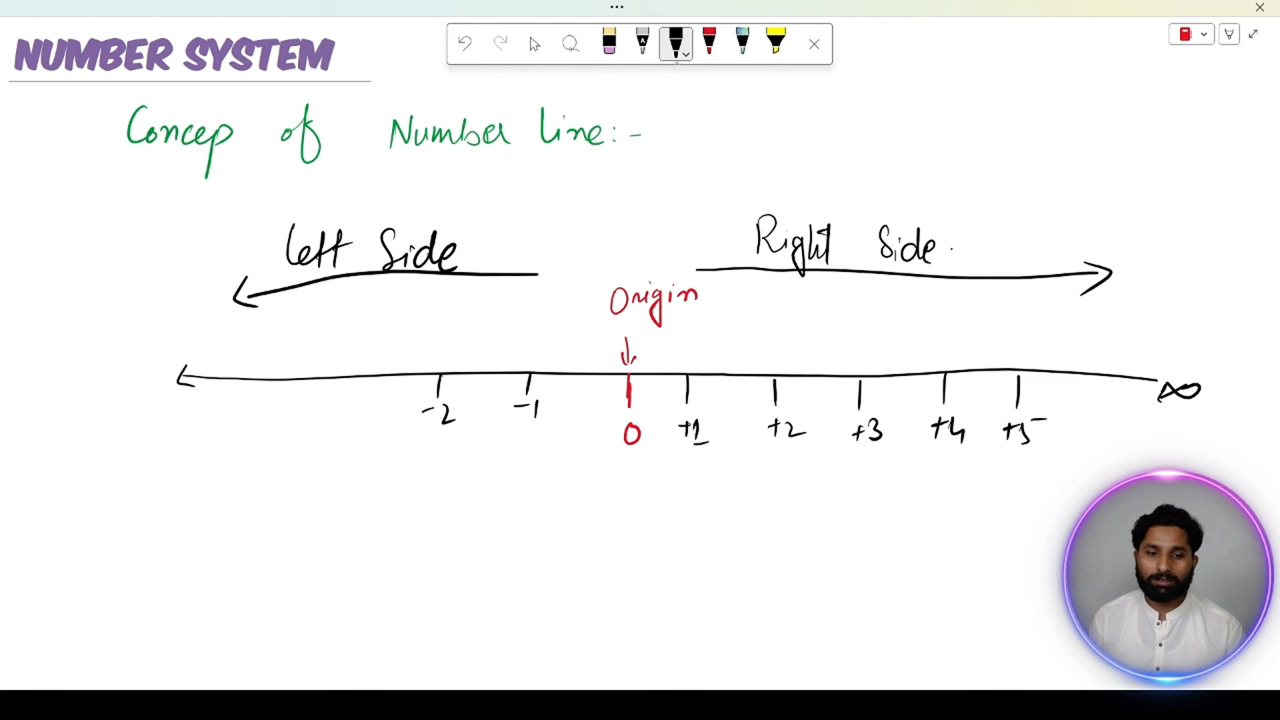 NUMBER SYSTEM
Concep of Number line:-
left Side
Right Side
Origin
-2 -1 0 +1 +2 +3 +4 +5 ∞